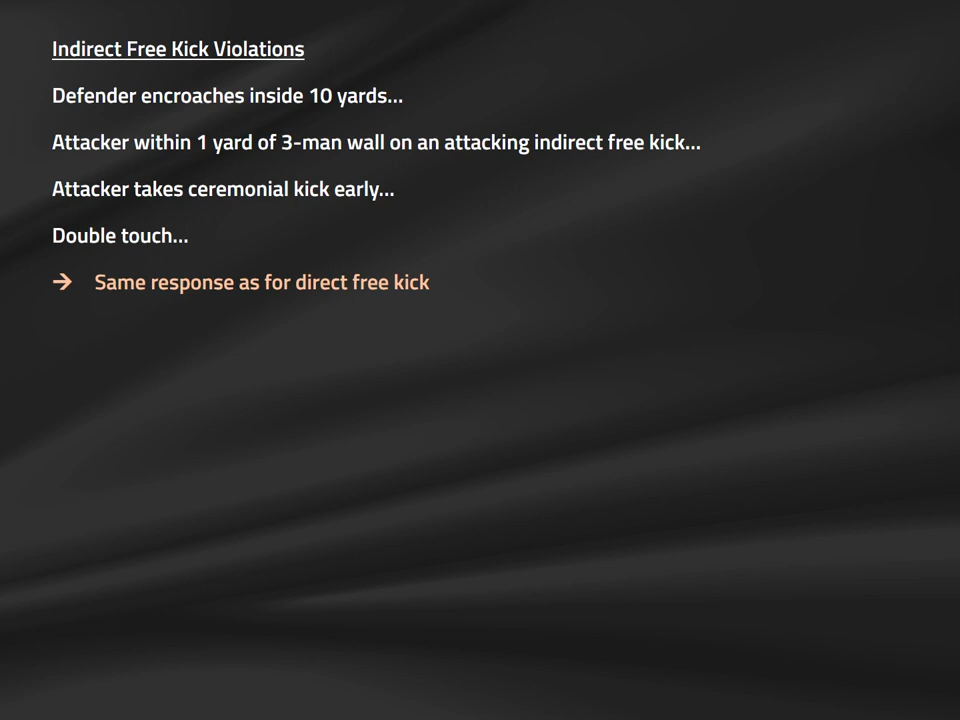 Indirect Free Kick Violations
Defender encroaches inside 10 yards...
Attacker within 1 yard of 3-man wall on an attacking indirect free kick...
Attacker takes ceremonial kick early...
Double touch...
→ Same response as for direct free kick